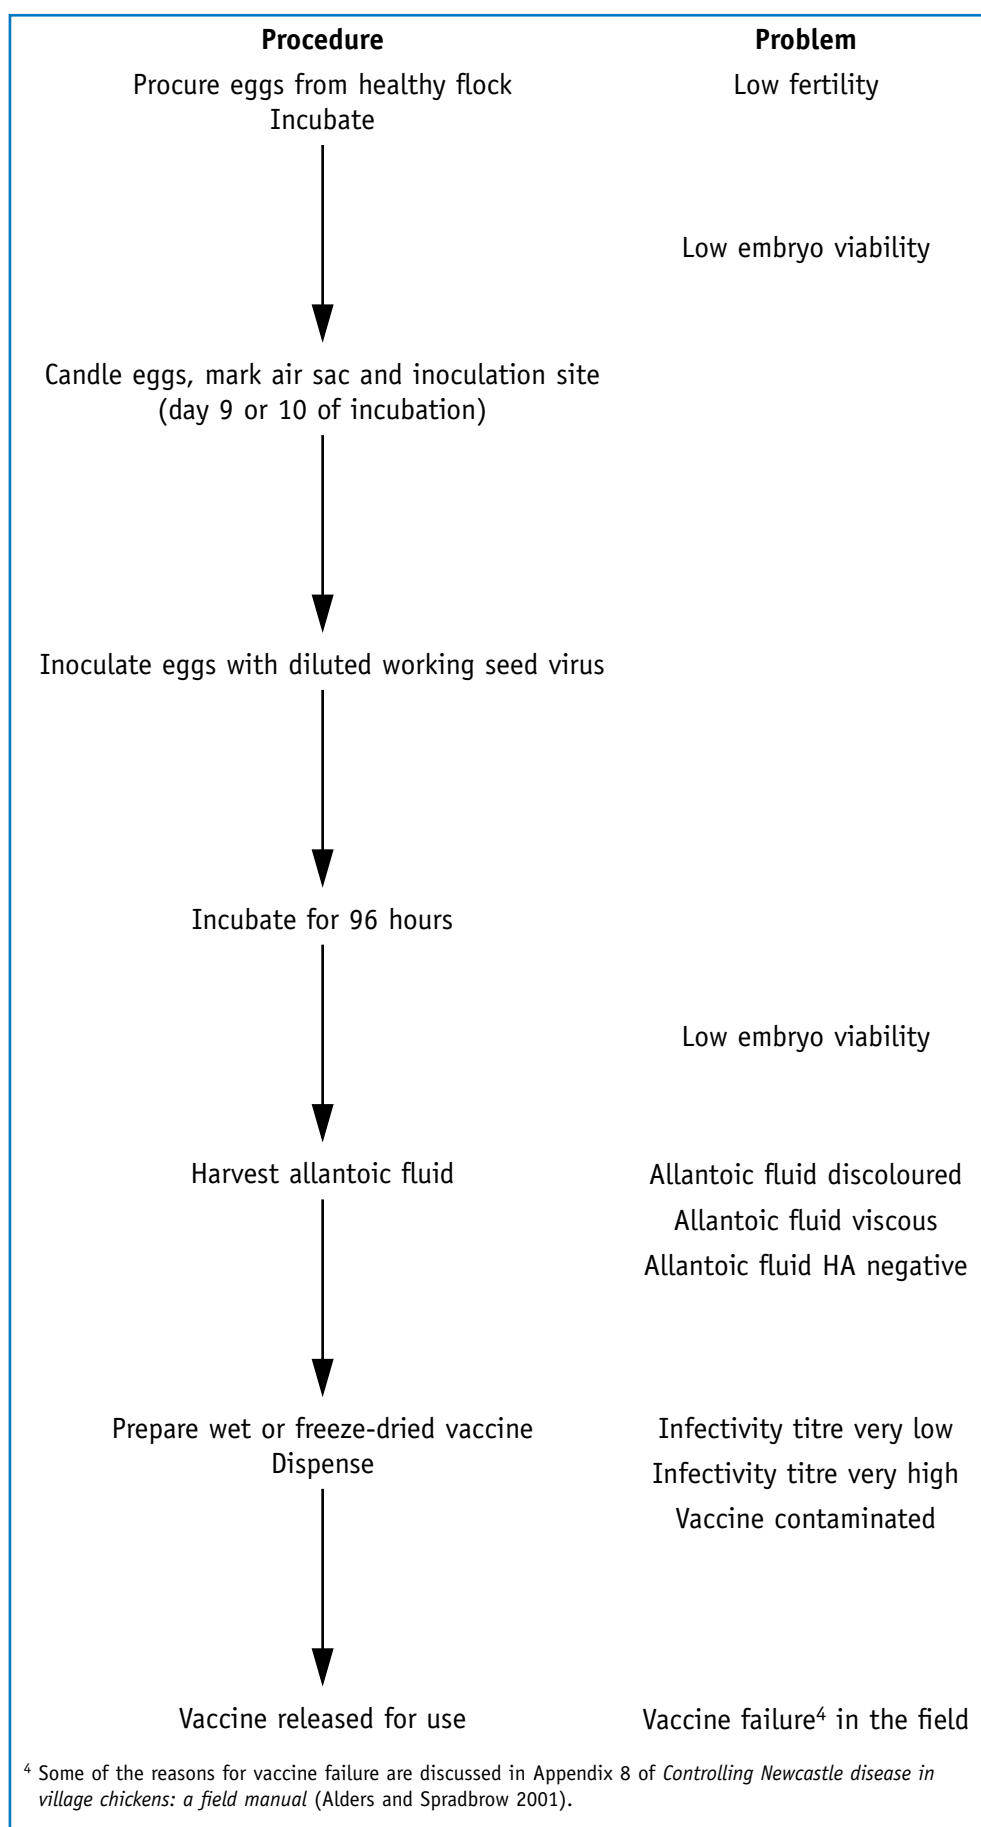 Procedure
Problem
Procure eggs from healthy flock
Low fertility
Incubate
Low embryo viability
Candle eggs, mark air sac and inoculation site
(day 9 or 10 of incubation)
Inoculate eggs with diluted working seed virus
Incubate for 96 hours
Low embryo viability
Harvest allantoic fluid
Allantoic fluid discoloured
Allantoic fluid viscous
Allantoic fluid HA negative
Prepare wet or freeze-dried vaccine
Dispense
Infectivity titre very low
Infectivity titre very high
Vaccine contaminated
Vaccine released for use
Vaccine failure⁴ in the field
⁴ Some of the reasons for vaccine failure are discussed in Appendix 8 of Controlling Newcastle disease in
village chickens: a field manual (Alders and Spradbrow 2001).